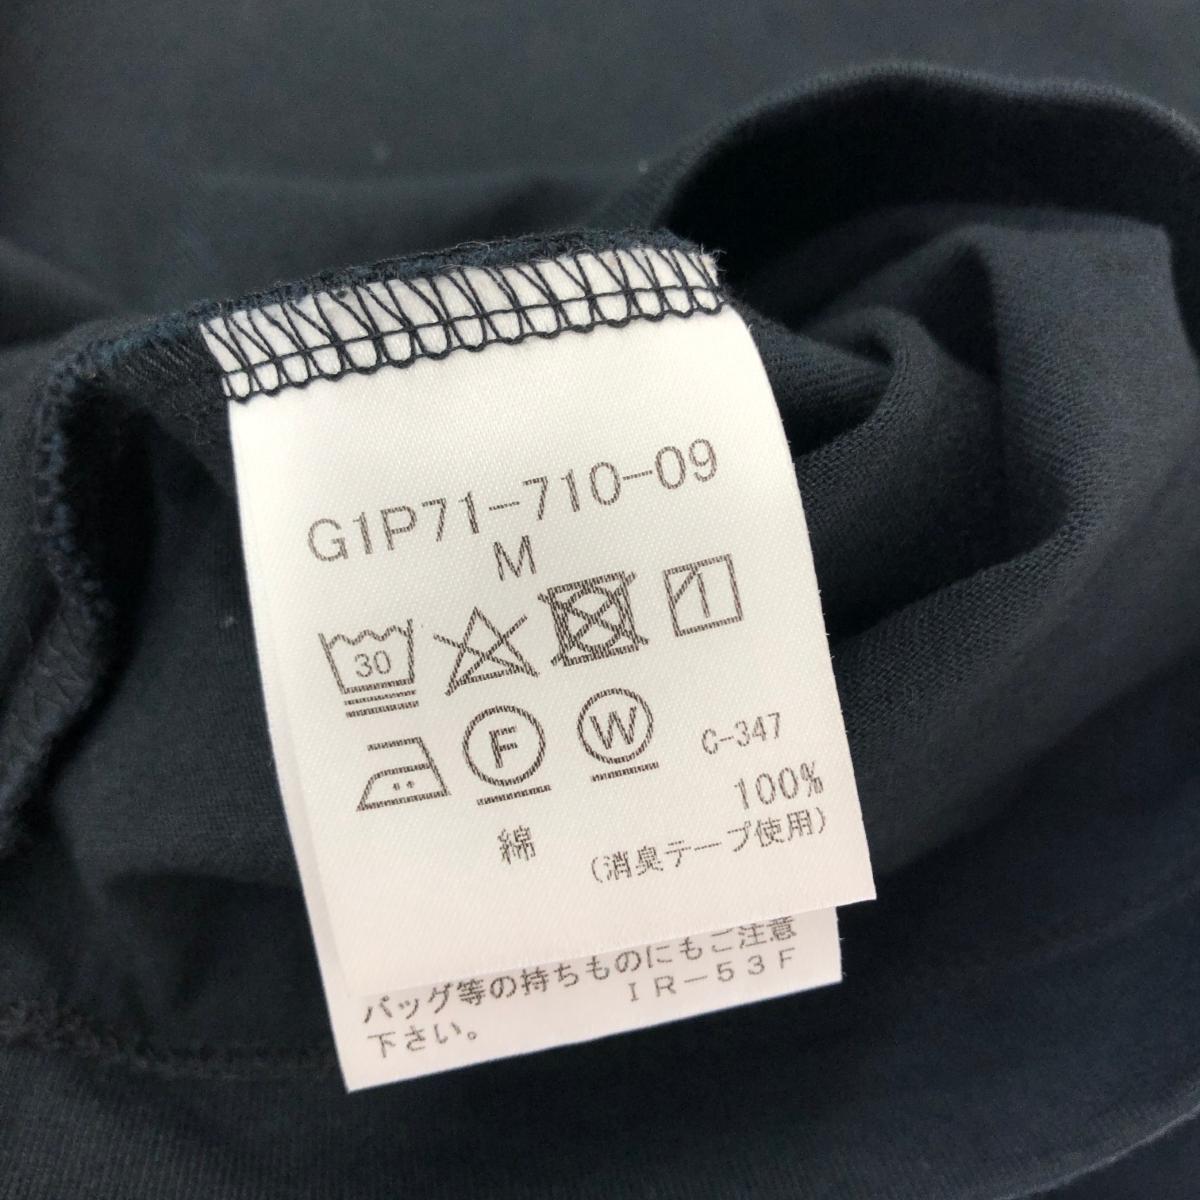 G1P71-710-09
M
30
F W C-347
綿 100%
(消臭テープ使用)
バッグ等の持ちものにもご注意
下さい。 IR-53F